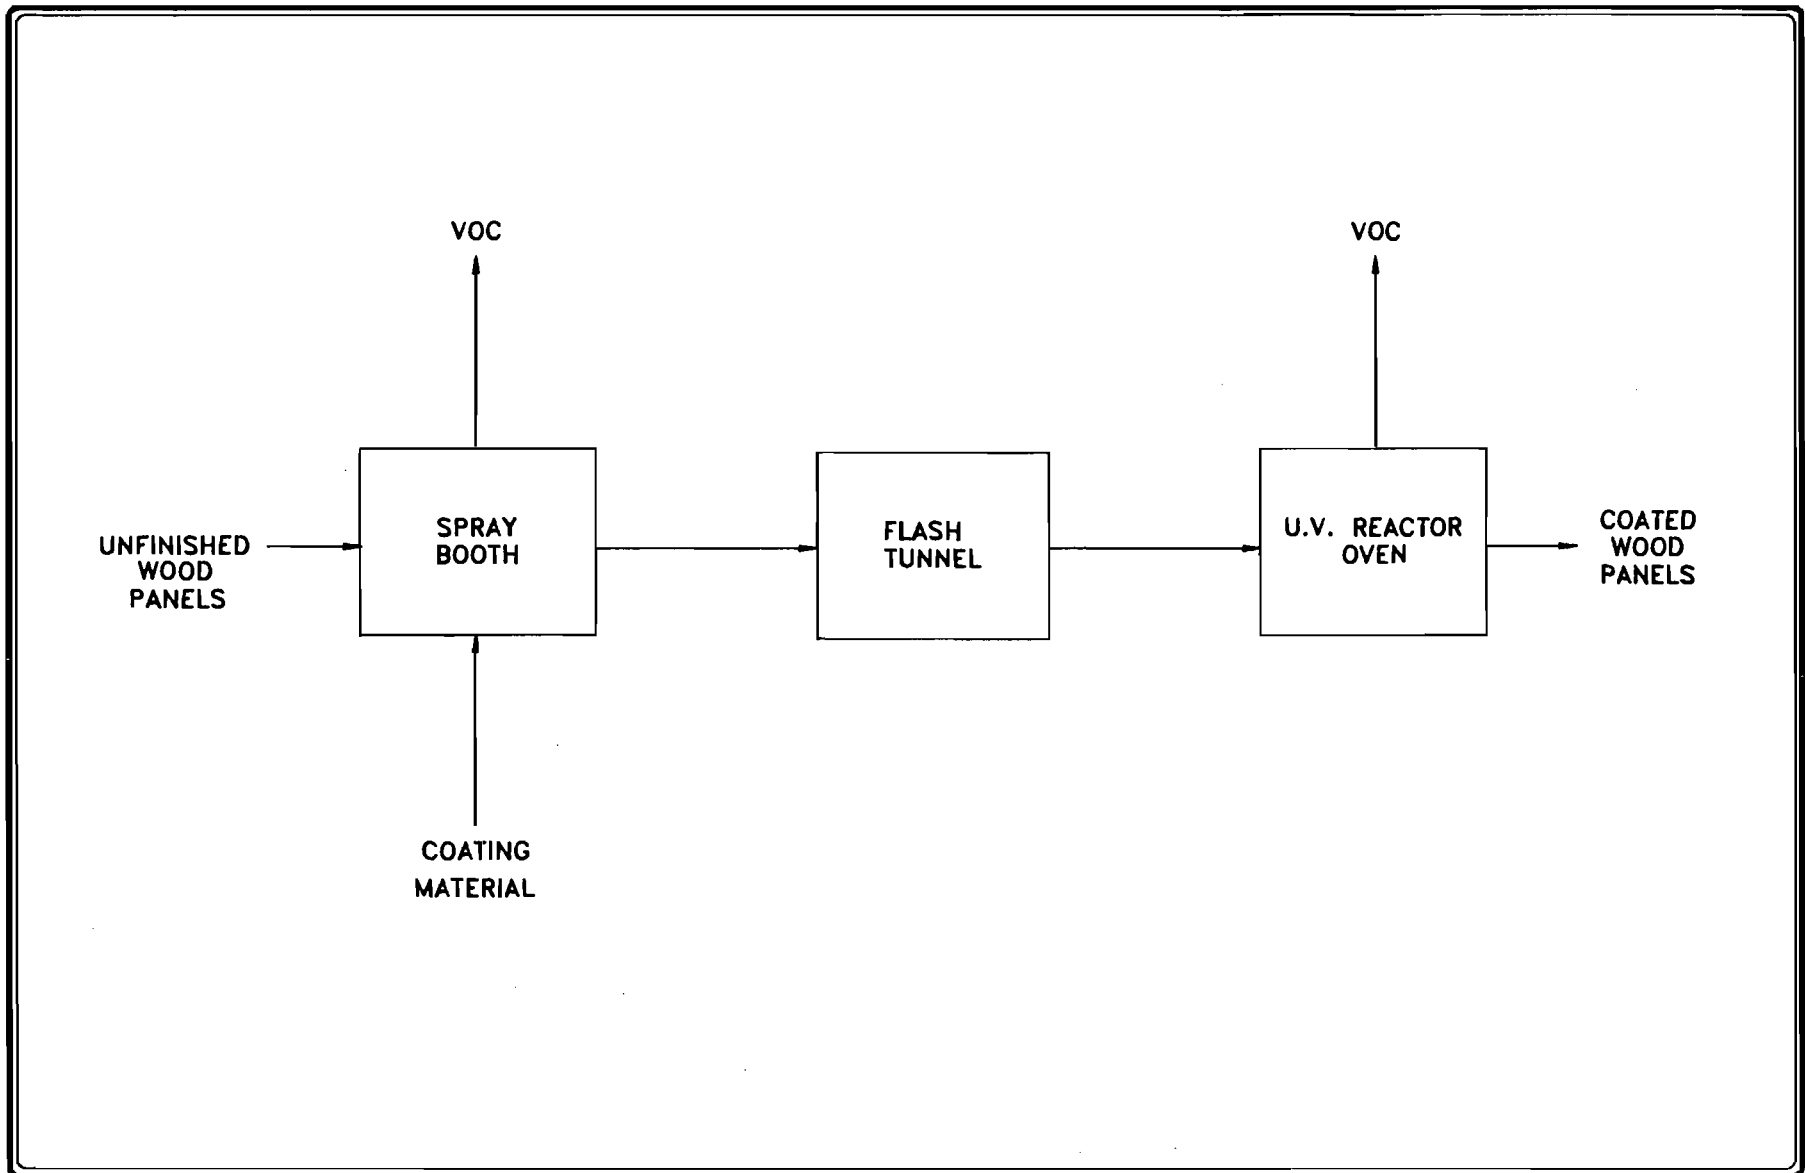 VOC
VOC
UNFINISHED
WOOD
PANELS
SPRAY
BOOTH
FLASH
TUNNEL
U.V. REACTOR
OVEN
COATED
WOOD
PANELS
COATING
MATERIAL